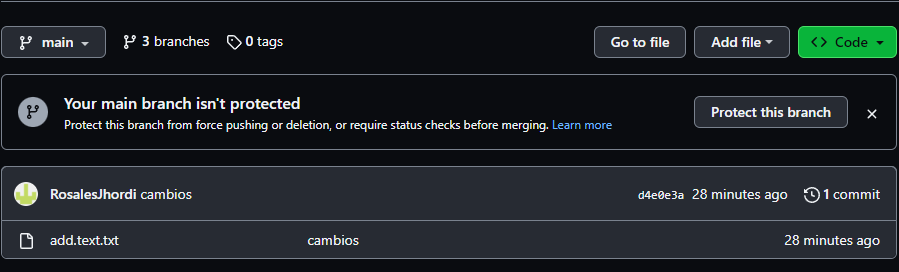 main 3 branches 0 tags Go to file Add file Code
Your main branch isn't protected
Protect this branch from force pushing or deletion, or require status checks before merging. Learn more
Protect this branch
RosalesJhordi cambios d4e0e3a 28 minutes ago 1 commit
add.text.txt cambios 28 minutes ago